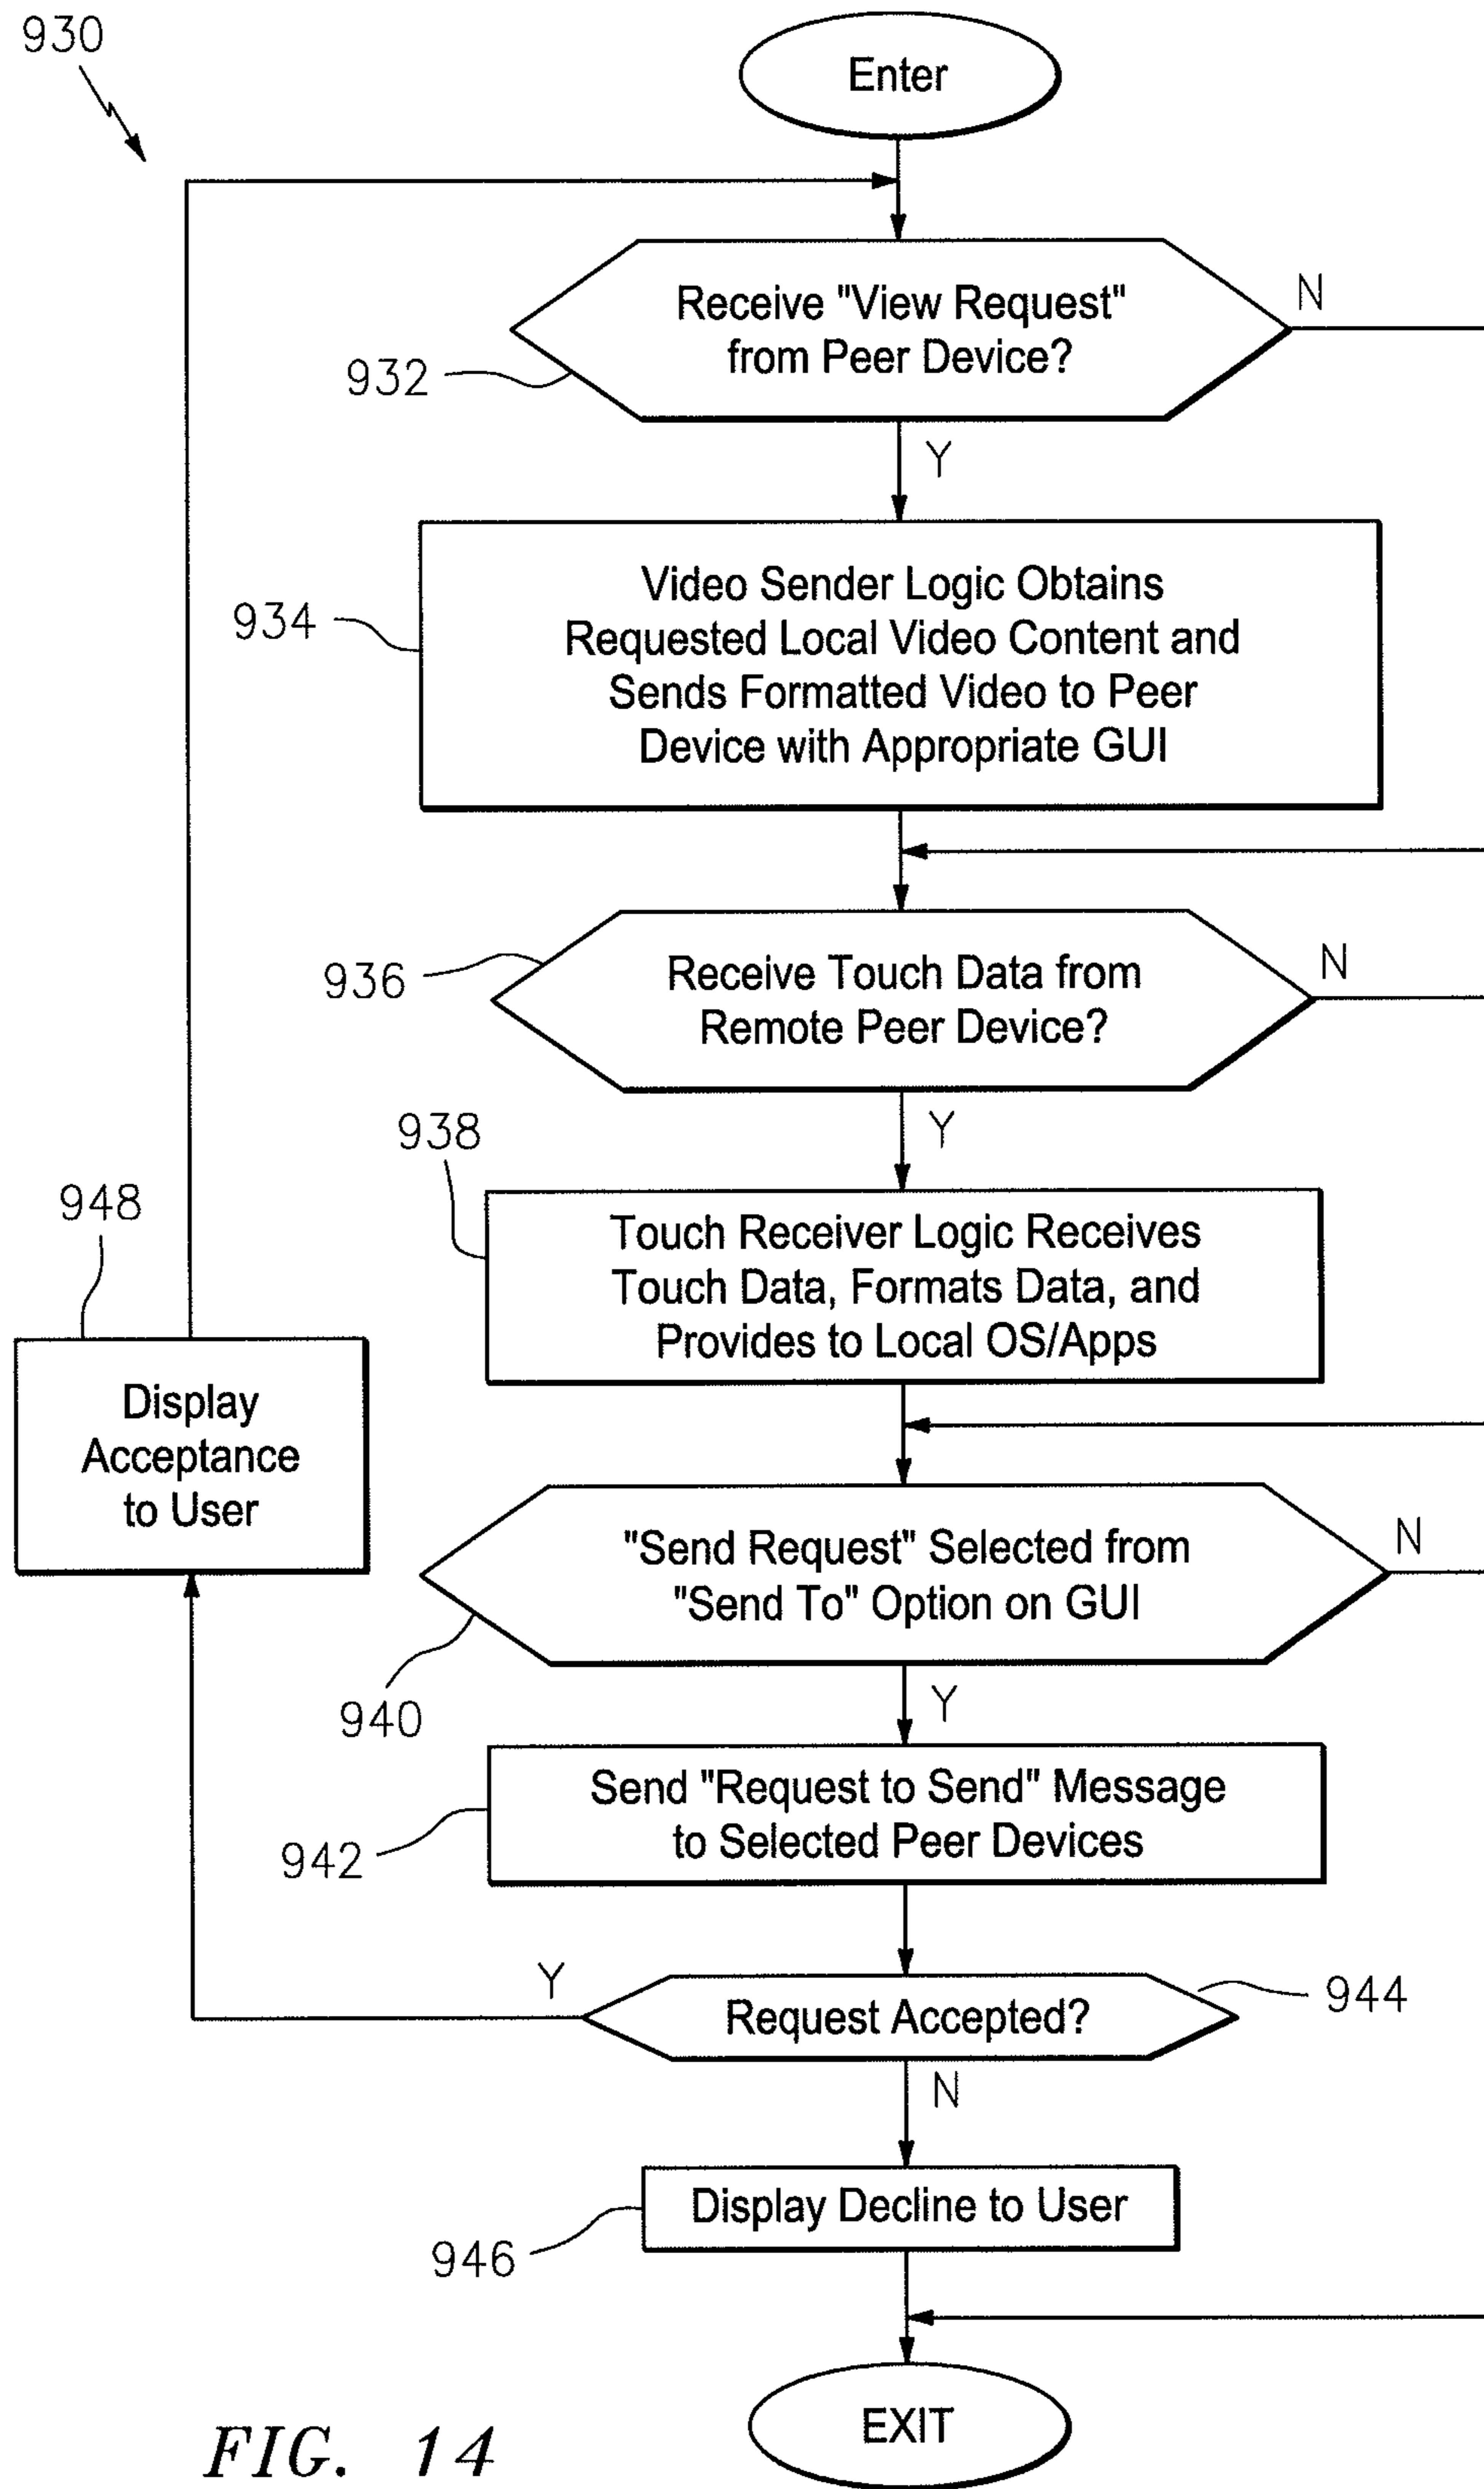 930
Enter
Receive "View Request"
from Peer Device?
N
932
Y
Video Sender Logic Obtains
Requested Local Video Content and
Sends Formatted Video to Peer
Device with Appropriate GUI
934
936
Receive Touch Data from
Remote Peer Device?
N
Y
938
Touch Receiver Logic Receives
Touch Data, Formats Data, and
Provides to Local OS/Apps
948
Display
Acceptance
to User
"Send Request" Selected from
"Send To" Option on GUI
N
940
Y
Send "Request to Send" Message
to Selected Peer Devices
942
Y
Request Accepted?
944
N
Display Decline to User
946
EXIT
FIG. 14